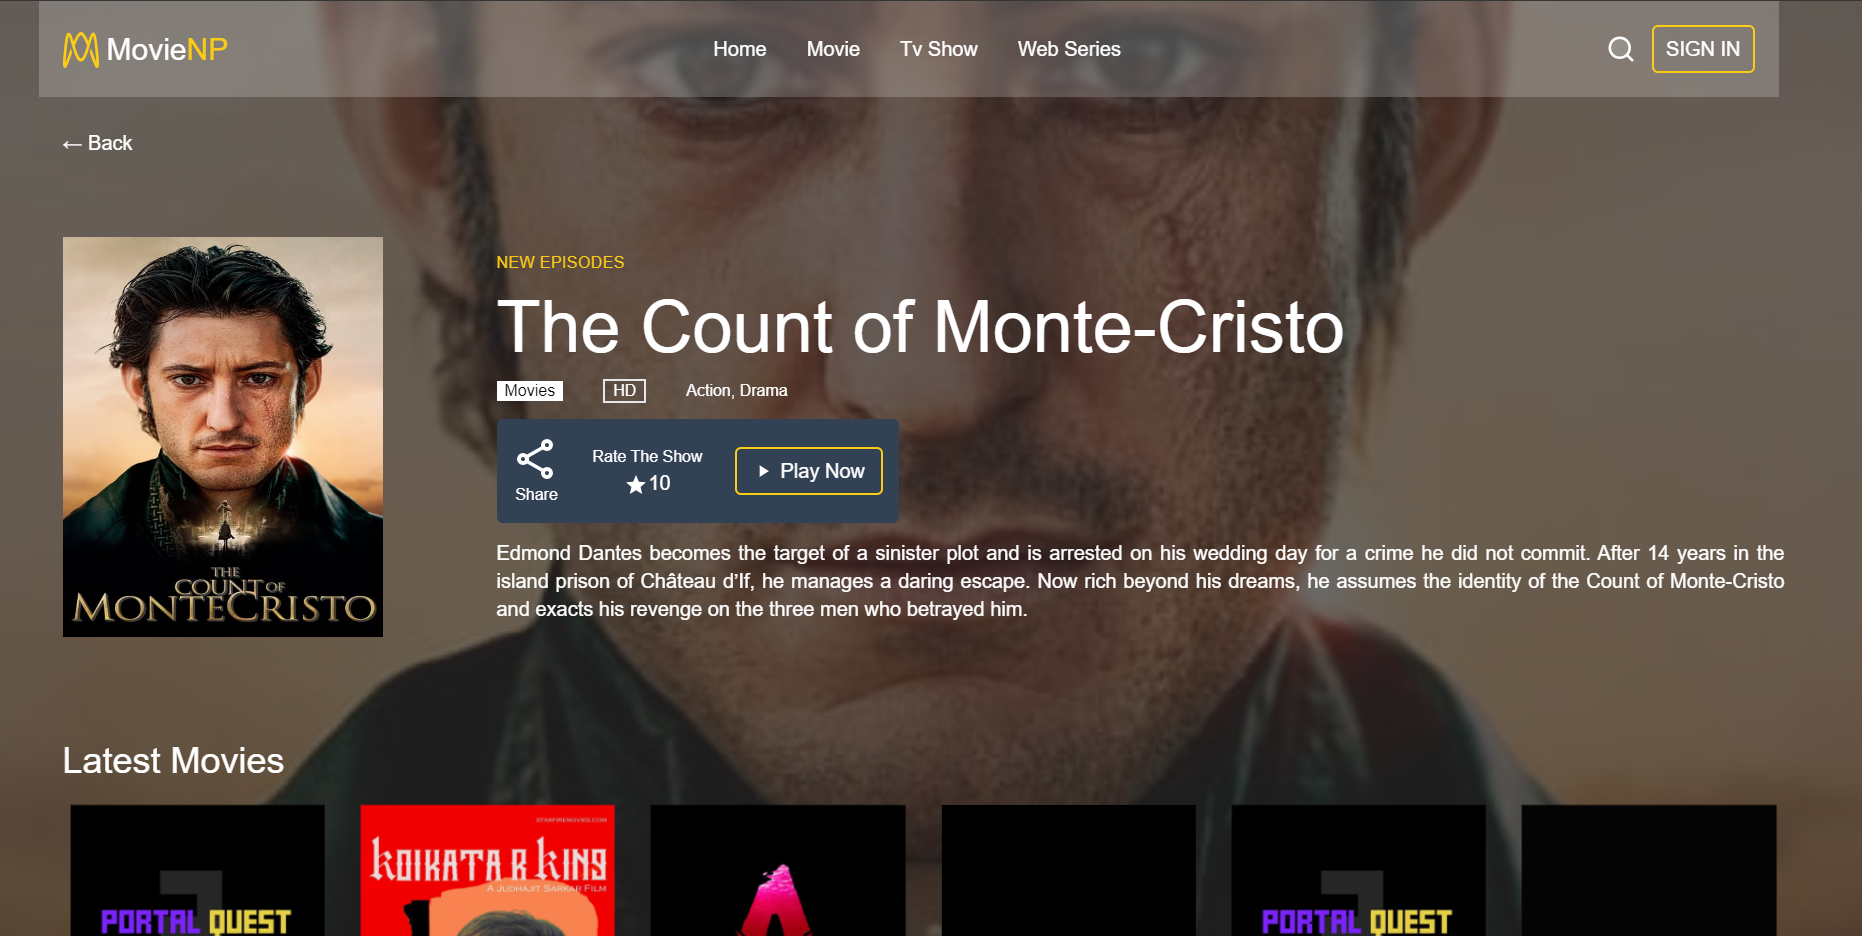 MovieNP
Home
Movie
Tv Show
Web Series
SIGN IN
← Back
THE
COUNT OF
MONTECRISTO
NEW EPISODES
The Count of Monte-Cristo
Movies
HD
Action, Drama
Share
Rate The Show
10
Play Now
Edmond Dantes becomes the target of a sinister plot and is arrested on his wedding day for a crime he did not commit. After 14 years in the
island prison of Château d’If, he manages a daring escape. Now rich beyond his dreams, he assumes the identity of the Count of Monte-Cristo
and exacts his revenge on the three men who betrayed him.
Latest Movies
PORTAL QUEST
STARFIREMOVIES.COM
KOLKATA R KING
A JUDHAJIT SARKAR FILM
PORTAL QUEST